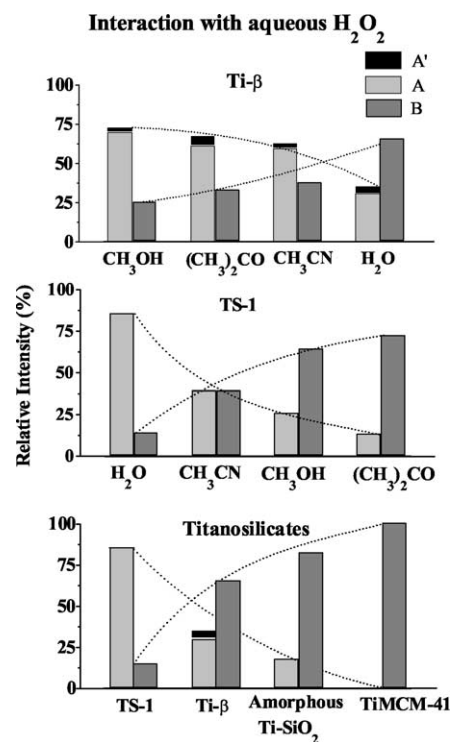 Interaction with aqueous H₂O₂
A'
A
B
Ti-β
100
75
50
25
0
CH₃OH (CH₃)₂CO CH₃CN H₂O
TS-1
Relative Intensity (%)
100
75
50
25
0
H₂O CH₃CN CH₃OH (CH₃)₂CO
Titanosilicates
100
75
50
25
0
TS-1 Ti-β Amorphous TiMCM-41
Ti-SiO₂